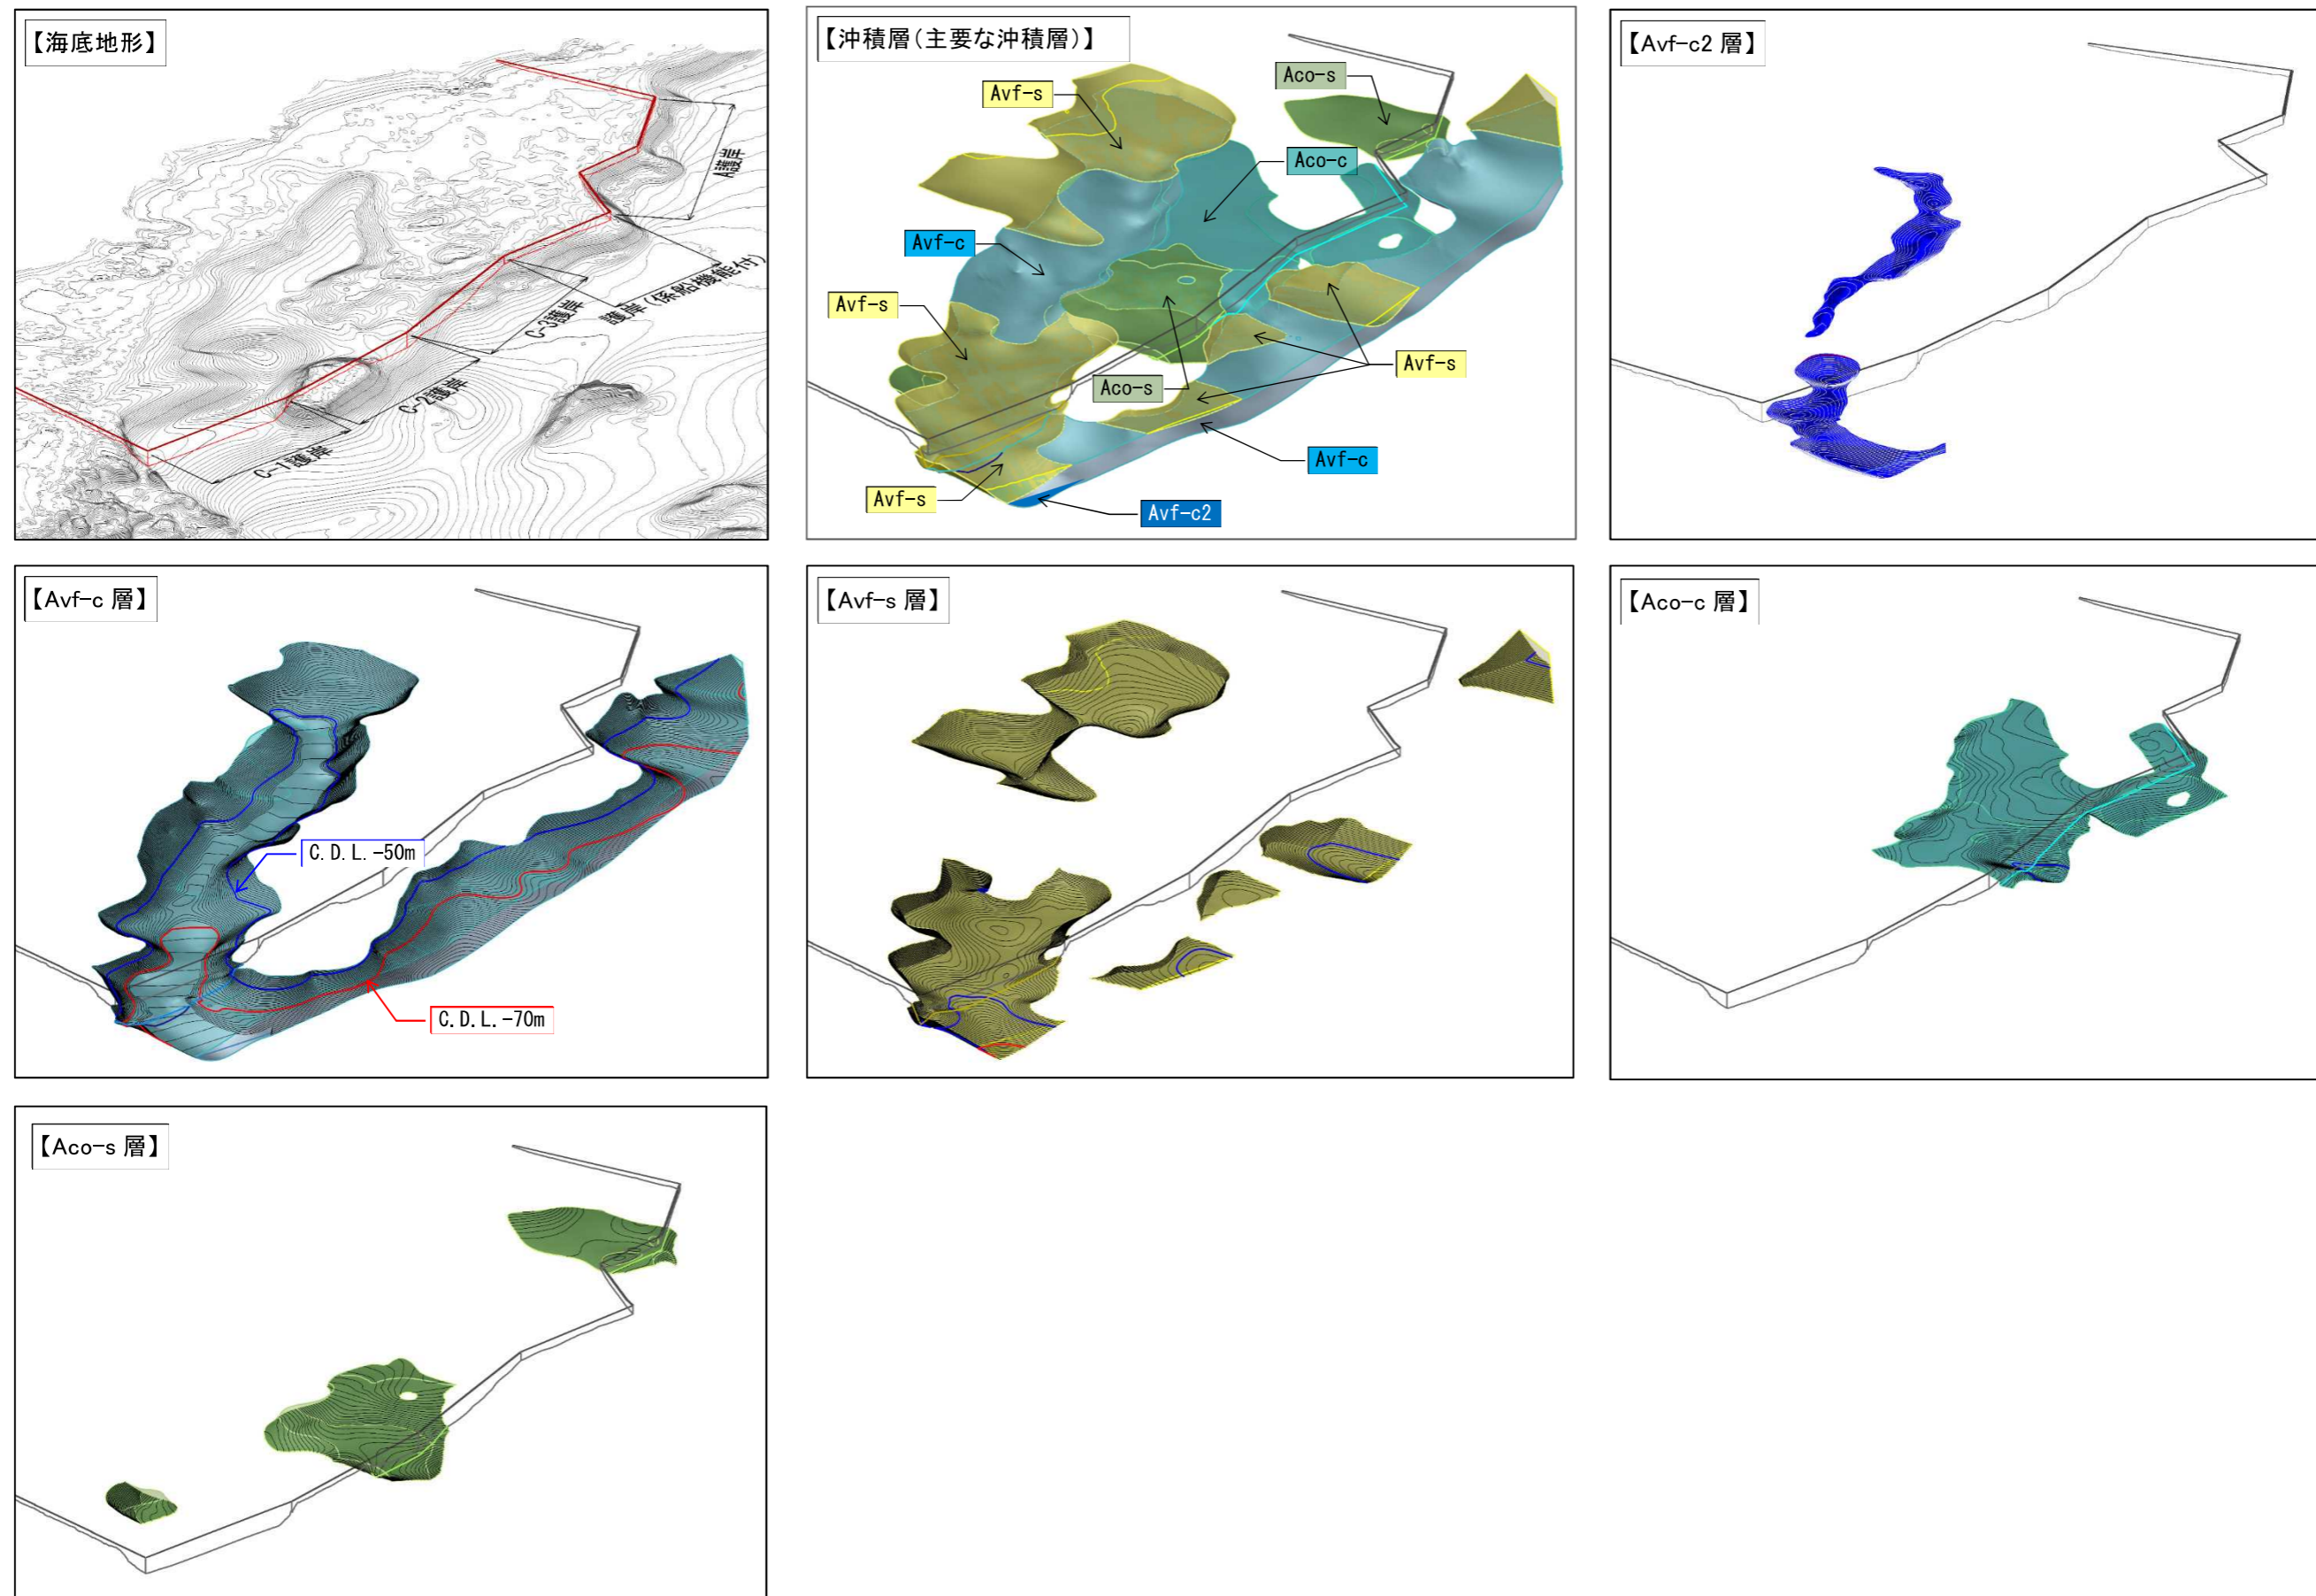 【海底地形】
A護岸
護岸(係船機能付)
C-3護岸
C-2護岸
C-1護岸
【沖積層(主要な沖積層)】
Avf-s
Aco-s
Aco-c
Avf-c
Avf-s
Avf-s
Aco-s
Avf-c
Avf-s
Avf-c2
【Avf-c2 層】
【Avf-c 層】
C.D.L.-50m
C.D.L.-70m
【Avf-s 層】
【Aco-c 層】
【Aco-s 層】